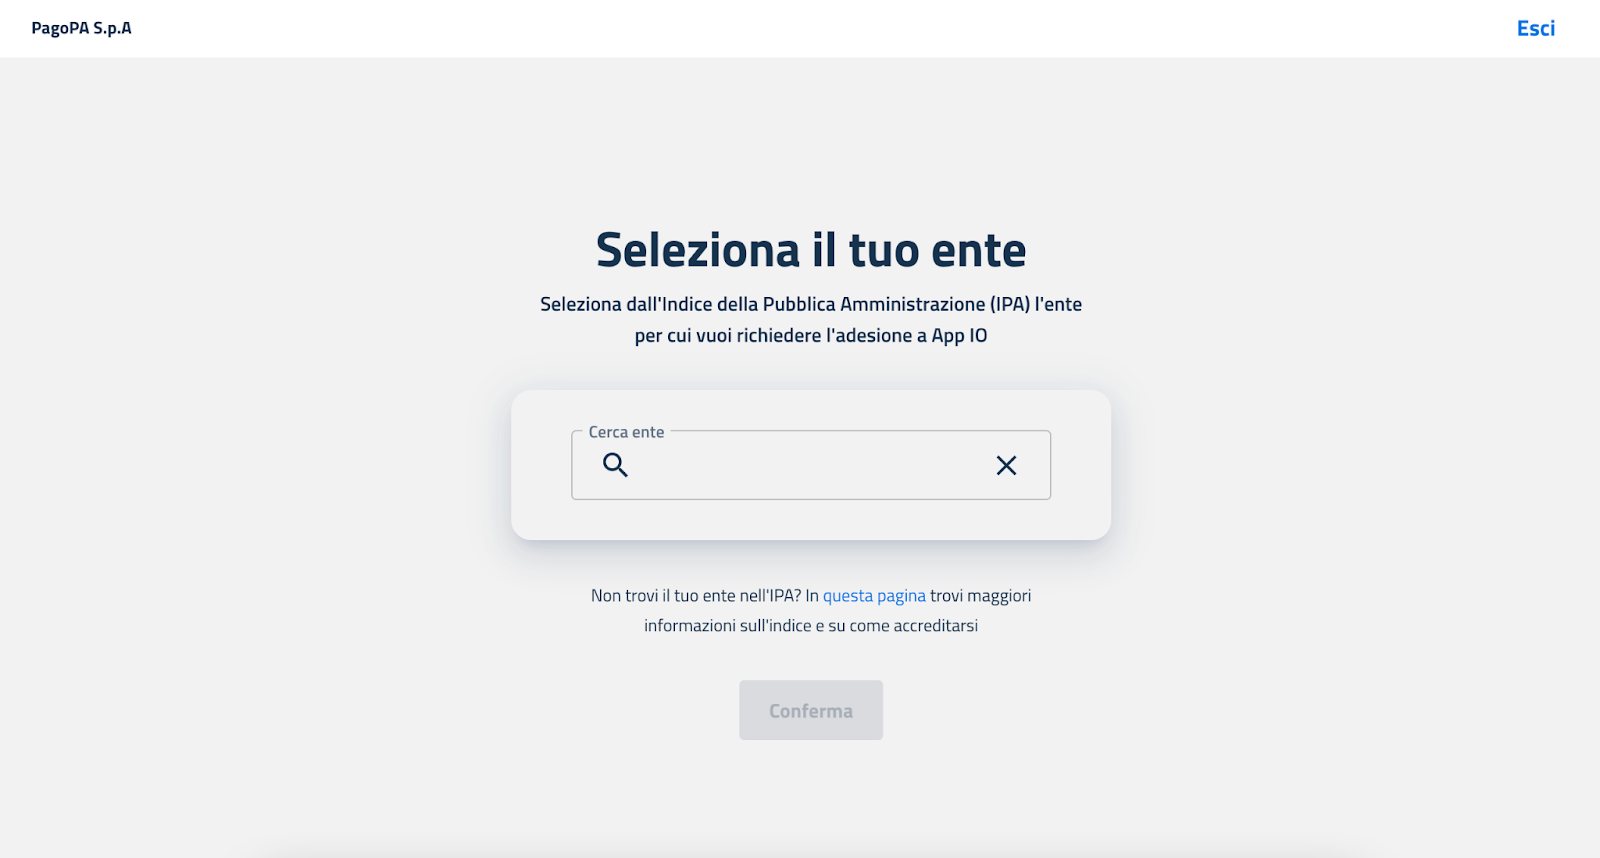 PagoPA S.p.A
Esci
Seleziona il tuo ente
Seleziona dall'Indice della Pubblica Amministrazione (IPA) l'ente
per cui vuoi richiedere l'adesione a App IO
Cerca ente
Non trovi il tuo ente nell'IPA? In questa pagina trovi maggiori
informazioni sull'indice e su come accreditarsi
Conferma